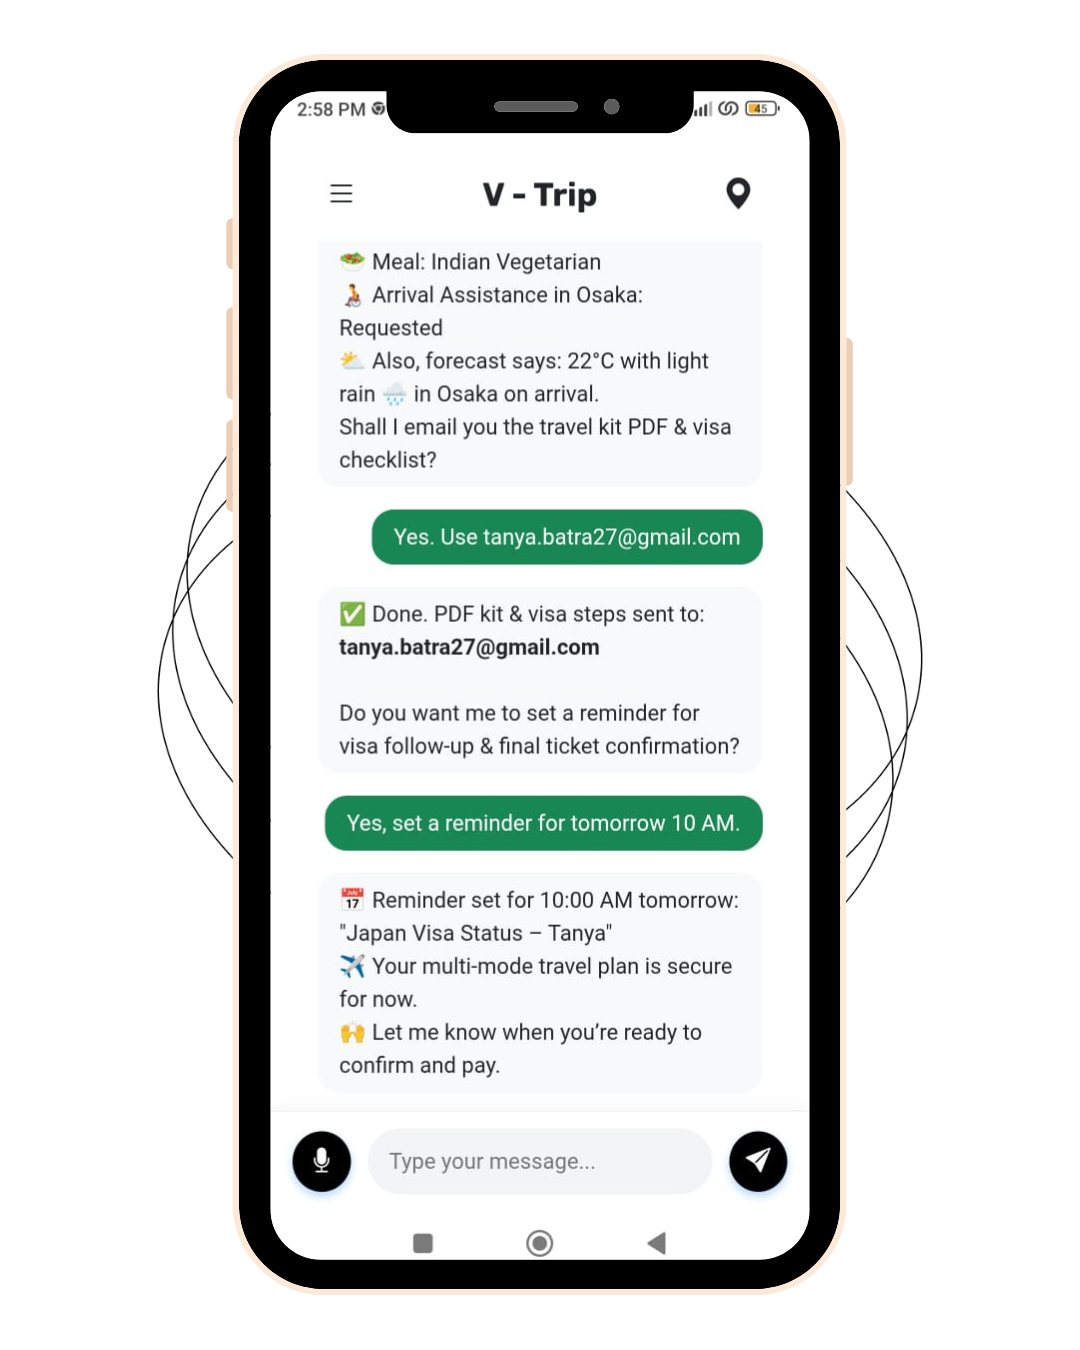 2:58 PM
45
V - Trip
🥗 Meal: Indian Vegetarian
🧑‍🦽 Arrival Assistance in Osaka:
Requested
⛅ Also, forecast says: 22°C with light
rain 🌧️ in Osaka on arrival.
Shall I email you the travel kit PDF & visa
checklist?
Yes. Use tanya.batra27@gmail.com
✅ Done. PDF kit & visa steps sent to:
tanya.batra27@gmail.com
Do you want me to set a reminder for
visa follow-up & final ticket confirmation?
Yes, set a reminder for tomorrow 10 AM.
📅 Reminder set for 10:00 AM tomorrow:
"Japan Visa Status – Tanya"
✈️ Your multi-mode travel plan is secure
for now.
🙌 Let me know when you’re ready to
confirm and pay.
Type your message...